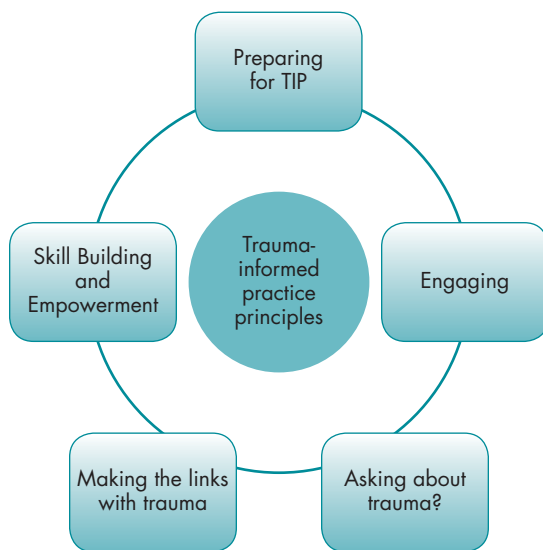 Preparing
for TIP
Trauma-
informed
practice
principles
Skill Building
and
Empowerment
Engaging
Making the links
with trauma
Asking about
trauma?